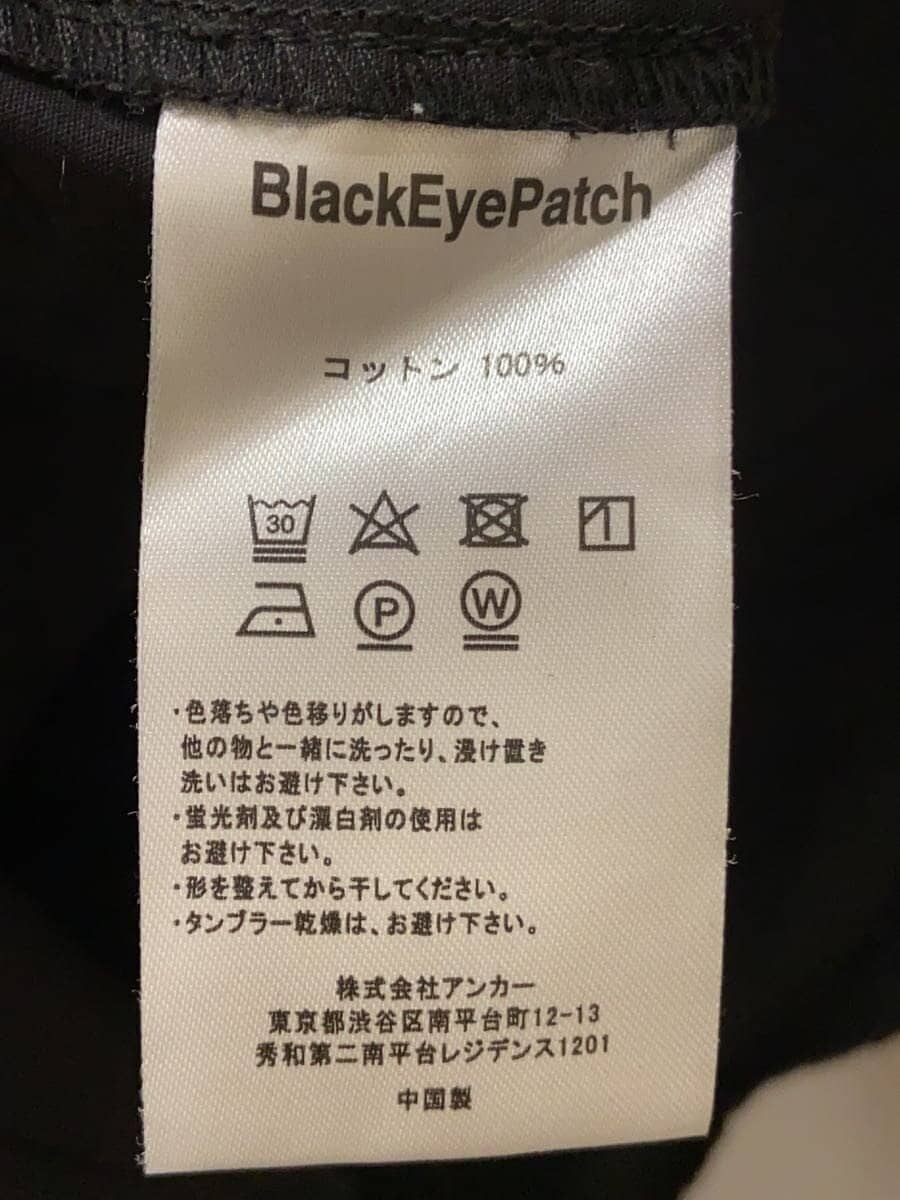 BlackEyePatch
コットン 100%
30
P
W
・色落ちや色移りがしますので、
他の物と一緒に洗ったり、浸け置き
洗いはお避け下さい。
・蛍光剤及び漂白剤の使用は
お避け下さい。
・形を整えてから干してください。
・タンブラー乾燥は、お避け下さい。
株式会社アンカー
東京都渋谷区南平台町12-13
秀和第二南平台レジデンス1201
中国製